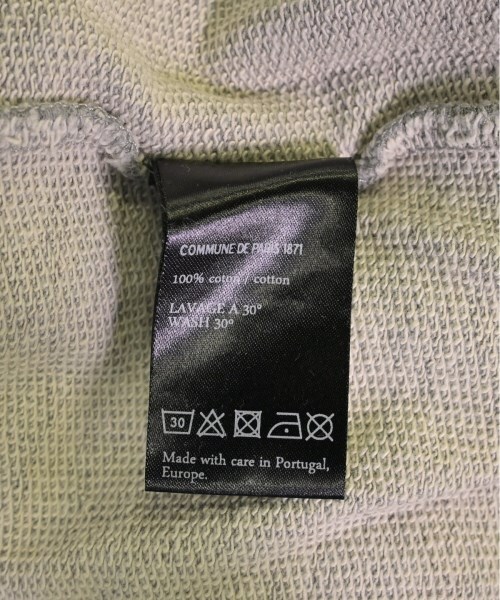 COMMUNE DE PARIS 1871
100% coton / cotton
LAVAGE A 30°
WASH 30°
30
Made with care in Portugal,
Europe.